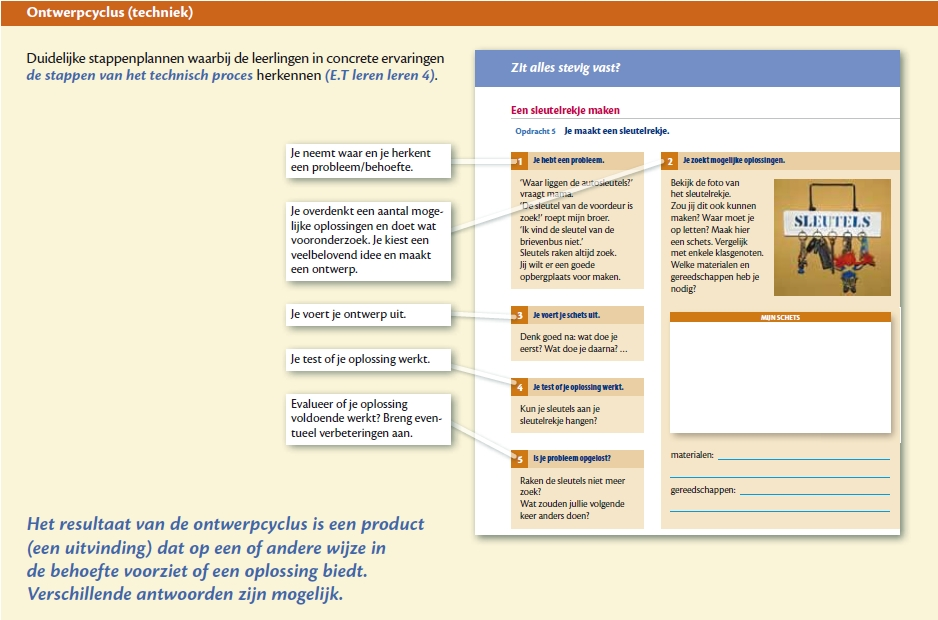 Ontwerpcyclus (techniek)
Duidelijke stappenplannen waarbij de leerlingen in concrete ervaringen
de stappen van het technisch proces herkennen (E.T leren leren 4).
Je neemt waar en je herkent
een probleem/behoefte.
Je overdenkt een aantal moge-
lijke oplossingen en doet wat
vooronderzoek. Je kiest een
veelbelovend idee en maakt
een ontwerp.
Je voert je ontwerp uit.
Je test of je oplossing werkt.
Evalueer of je oplossing
voldoende werkt? Breng even-
tueel verbeteringen aan.
Het resultaat van de ontwerpcyclus is een product
(een uitvinding) dat op een of andere wijze in
de behoefte voorziet of een oplossing biedt.
Verschillende antwoorden zijn mogelijk.
Zit alles stevig vast?
Een sleutelrekje maken
Opdracht 5 Je maakt een sleutelrekje.
1 Je hebt een probleem.
'Waar liggen de autosleutels?'
vraagt mama.
'De sleutel van de voordeur is
zoek!' roept mijn broer.
'Ik vind de sleutel van de
brievenbus niet.'
Sleutels raken altijd zoek.
Jij wilt er een goede
opbergplaats voor maken.
2 Je zoekt mogelijke oplossingen.
Bekijk de foto van
het sleutelrekje.
Zou jij dit ook kunnen
maken? Waar moet je
op letten? Maak hier
een schets. Vergelijk
met enkele klasgenoten.
Welke materialen en
gereedschappen heb je
nodig?
SLEUTELS
MIJN SCHETS
materialen:
gereedschappen:
3 Je voert je schets uit.
Denk goed na: wat doe je
eerst? Wat doe je daarna? ...
4 Je test of je oplossing werkt.
Kun je sleutels aan je
sleutelrekje hangen?
5 Is je probleem opgelost?
Raken de sleutels niet meer
zoek?
Wat zouden jullie volgende
keer anders doen?